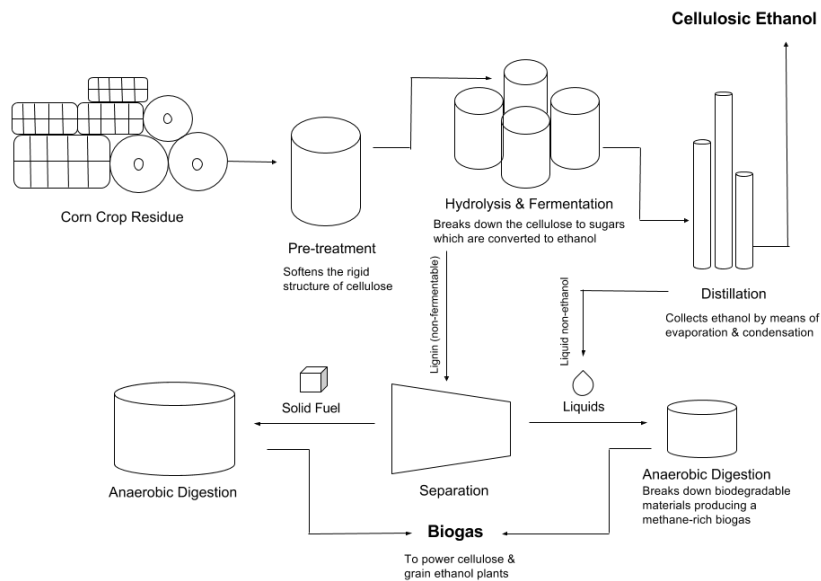 Cellulosic Ethanol
Corn Crop Residue
Pre-treatment
Softens the rigid
structure of cellulose
Hydrolysis & Fermentation
Breaks down the cellulose to sugars
which are converted to ethanol
Distillation
Collects ethanol by means of
evaporation & condensation
Lignin (non-fermentable)
Liquid non-ethanol
Solid Fuel
Liquids
Anaerobic Digestion
Separation
Anaerobic Digestion
Breaks down biodegradable
materials producing a
methane-rich biogas
Biogas
To power cellulose &
grain ethanol plants